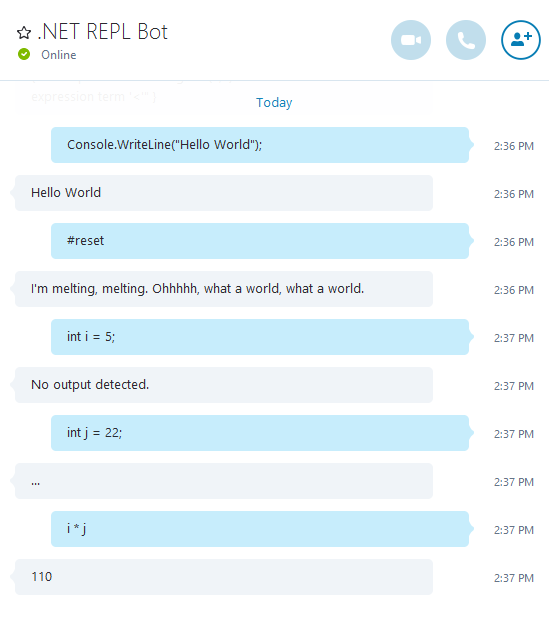 .NET REPL Bot
Online
expression term
Today
Console.WriteLine("Hello World");
2:36 PM
Hello World
2:36 PM
#reset
2:36 PM
I'm melting, melting. Ohhhhh, what a world, what a world.
2:36 PM
int i = 5;
2:37 PM
No output detected.
2:37 PM
int j = 22;
2:37 PM
...
2:37 PM
i * j
2:37 PM
110
2:37 PM